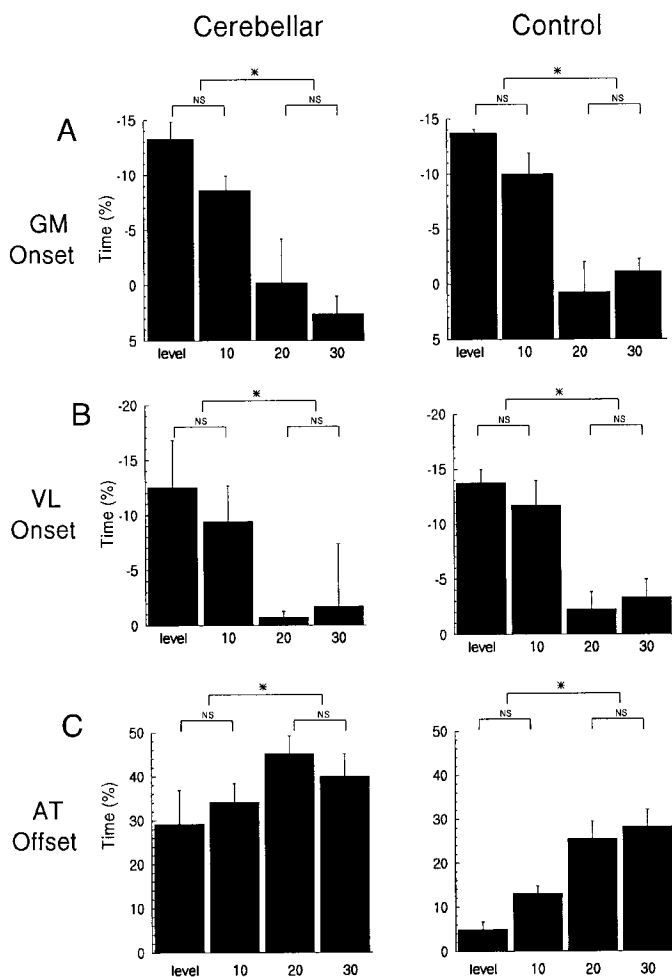 Cerebellar Control
A
GM
Onset
* *
NS NS NS NS
Time (%)
-15 -10 -5 0 5
level 10 20 30
-15 -10 -5 0 5
level 10 20 30
B
VL
Onset
* *
NS NS NS NS
Time (%)
-20 -15 -10 -5 0
level 10 20 30
-20 -15 -10 -5 0
level 10 20 30
C
AT
Offset
* *
NS NS NS NS
Time (%)
50 40 30 20 10 0
level 10 20 30
50 40 30 20 10 0
level 10 20 30